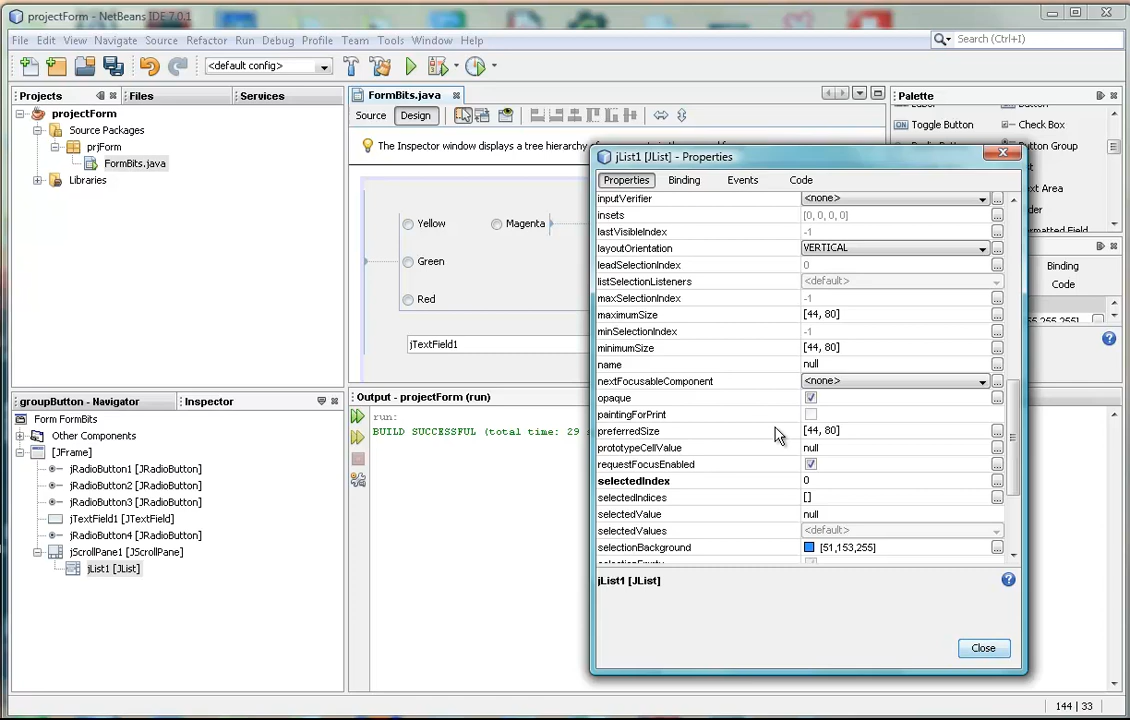 projectForm - NetBeans IDE 7.0.1
File Edit View Navigate Source Refactor Run Debug Profile Team Tools Window Help
Search (Ctrl+I)
<default config>
Projects
Files
Services
projectForm
Source Packages
prjForm
FormBits.java
Libraries
FormBits.java
Source
Design
The Inspector window displays a tree hierarchy
Yellow
Magenta
Green
Red
jTextField1
Palette
Toggle Button
Check Box
Button Group
Text Area
Formatted Field
Binding
Code
jList1 [JList] - Properties
Properties
Binding
Events
Code
inputVerifier <none>
insets [0, 0, 0, 0]
lastVisibleIndex -1
layoutOrientation VERTICAL
leadSelectionIndex 0
listSelectionListeners <default>
maxSelectionIndex -1
maximumSize [44, 80]
minSelectionIndex -1
minimumSize [44, 80]
name null
nextFocusableComponent <none>
opaque
paintingForPrint
preferredSize [44, 80]
prototypeCellValue null
requestFocusEnabled
selectedIndex 0
selectedIndices []
selectedValue null
selectedValues <default>
selectionBackground [51,153,255]
jList1 [JList]
Close
groupButton - Navigator
Inspector
Form FormBits
Other Components
[JFrame]
jRadioButton1 [JRadioButton]
jRadioButton2 [JRadioButton]
jRadioButton3 [JRadioButton]
jTextField1 [JTextField]
jRadioButton4 [JRadioButton]
jScrollPane1 [JScrollPane]
jList1 [JList]
Output - projectForm (run)
run:
BUILD SUCCESSFUL (total time: 29
144 | 33